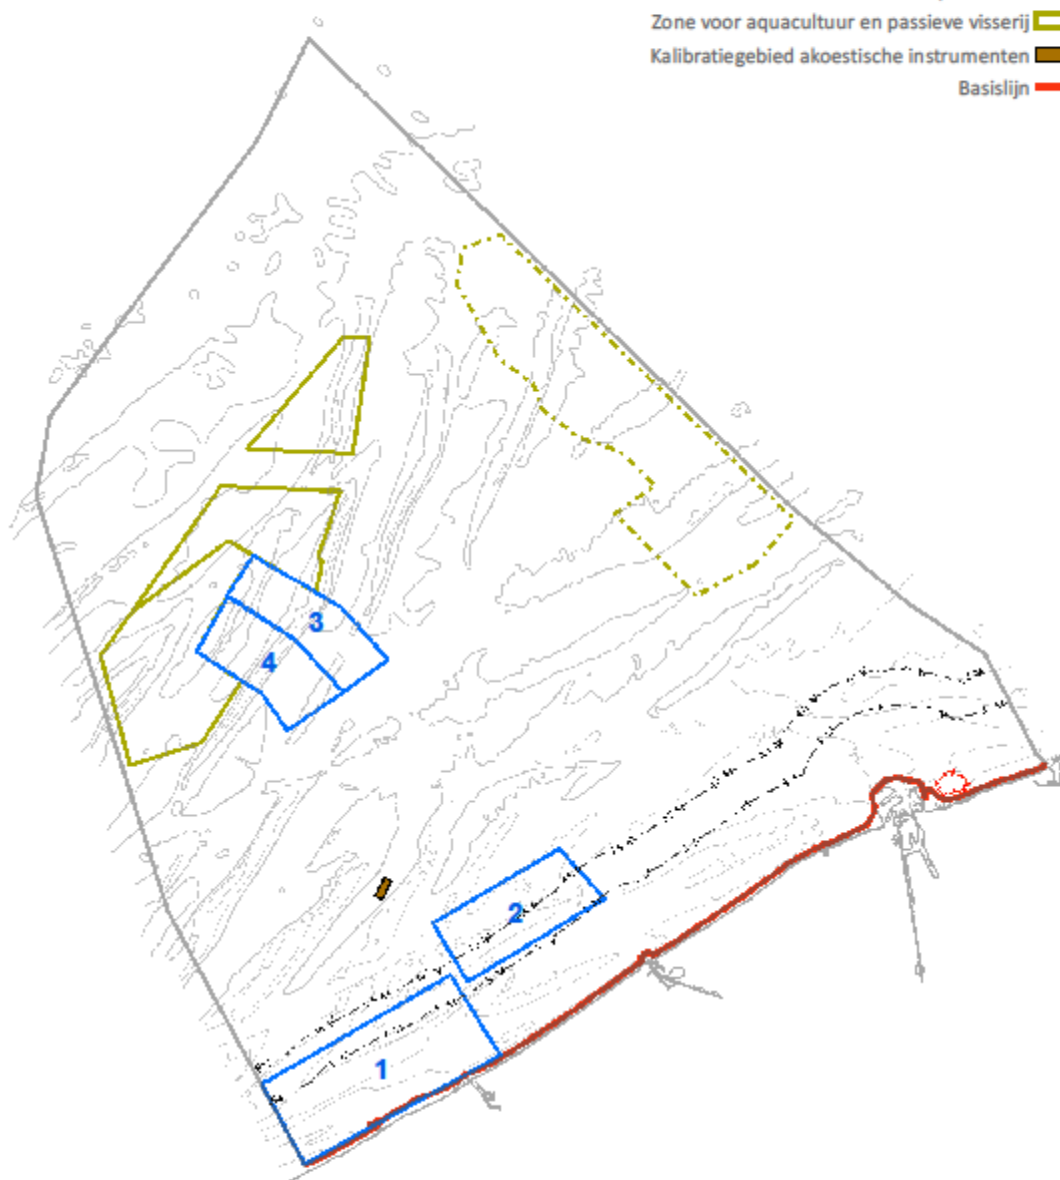 Zone voor aquacultuur en passieve visserij
Kalibratiegebied akoestische instrumenten
Basislijn
3
4
2
1